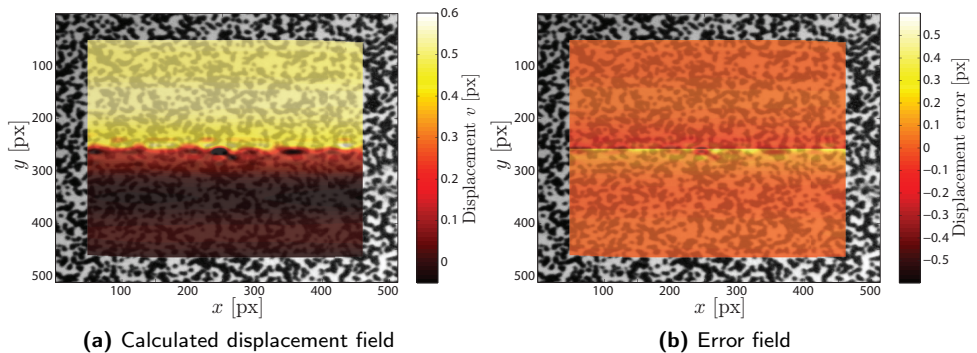 100
200
300
400
500
y [px]
100 200 300 400 500
x [px]
0.6
0.5
0.4
0.3
0.2
0.1
0
Displacement v [px]
(a) Calculated displacement field
100
200
300
400
500
y [px]
100 200 300 400 500
x [px]
0.5
0.4
0.3
0.2
0.1
0
−0.1
−0.2
−0.3
−0.4
−0.5
Displacement error [px]
(b) Error field